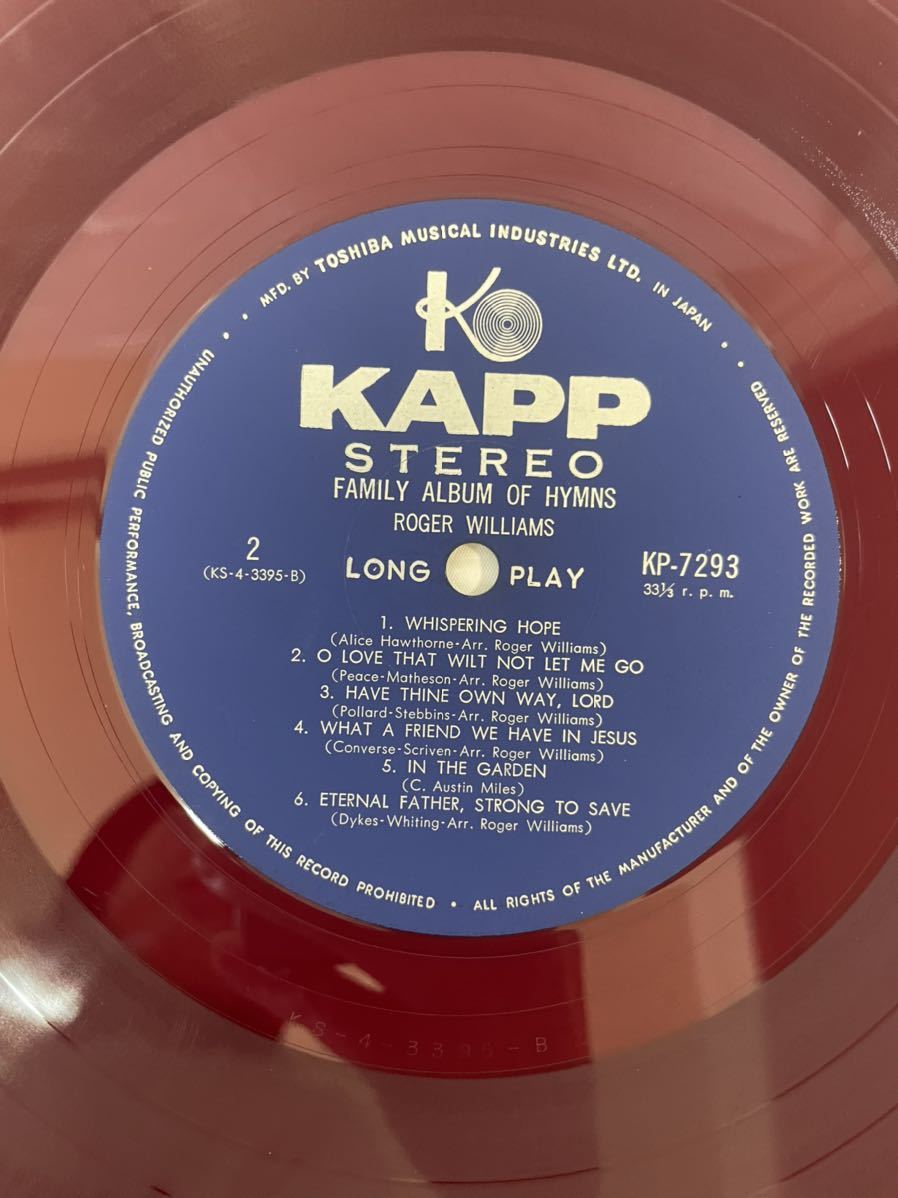 MFD. BY TOSHIBA MUSICAL INDUSTRIES LTD. IN JAPAN
K
KAPP
STEREO
FAMILY ALBUM OF HYMNS
ROGER WILLIAMS
2
(KS-4-3395-B)
LONG PLAY
KP-7293
33⅓ r. p. m.
1. WHISPERING HOPE
(Alice Hawthorne-Arr. Roger Williams)
2. O LOVE THAT WILT NOT LET ME GO
(Peace-Matheson-Arr. Roger Williams)
3. HAVE THINE OWN WAY, LORD
(Pollard-Stebbins-Arr. Roger Williams)
4. WHAT A FRIEND WE HAVE IN JESUS
(Converse-Scriven-Arr. Roger Williams)
5. IN THE GARDEN
(C. Austin Miles)
6. ETERNAL FATHER, STRONG TO SAVE
(Dykes-Whiting-Arr. Roger Williams)
UNAUTHORIZED PUBLIC PERFORMANCE, BROADCASTING AND COPYING OF THIS RECORD PROHIBITED • ALL RIGHTS OF THE MANUFACTURER AND OF THE OWNER OF THE RECORDED WORK ARE RESERVED
KS-4-3395-B